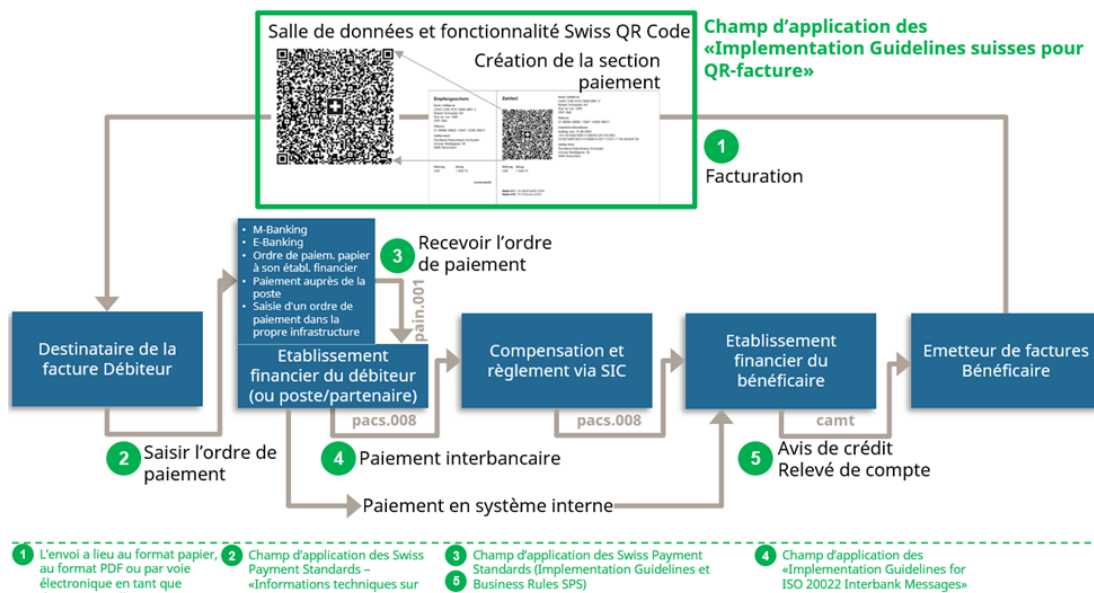 Salle de données et fonctionnalité Swiss QR Code
Création de la section
paiement
Empfangsschein
Zahlteil
Champ d’application des
«Implementation Guidelines suisses pour
QR-facture»
1
Facturation
• M-Banking
• E-Banking
• Ordre de paiem. papier
à son établ. financier
• Paiement auprès de la
poste
• Saisie d'un ordre de
paiement dans la
propre infrastructure
3
Recevoir l’ordre
de paiement
pain.001
Destinataire de la
facture Débiteur
Etablissement
financier du débiteur
(ou poste/partenaire)
Compensation et
règlement via SIC
Etablissement
financier du
bénéficaire
Emetteur de factures
Bénéficaire
pacs.008
pacs.008
camt
2
Saisir l’ordre de
paiement
4
Paiement interbancaire
5
Avis de crédit
Relevé de compte
Paiement en système interne
1
L'envoi a lieu au format papier,
au format PDF ou par voie
électronique en tant que
2
Champ d’application des Swiss
Payment Standards –
«Informations techniques sur
3
5
Champ d’application des Swiss Payment
Standards (Implementation Guidelines et
Business Rules SPS)
4
Champ d’application des
«Implementation Guidelines for
ISO 20022 Interbank Messages»